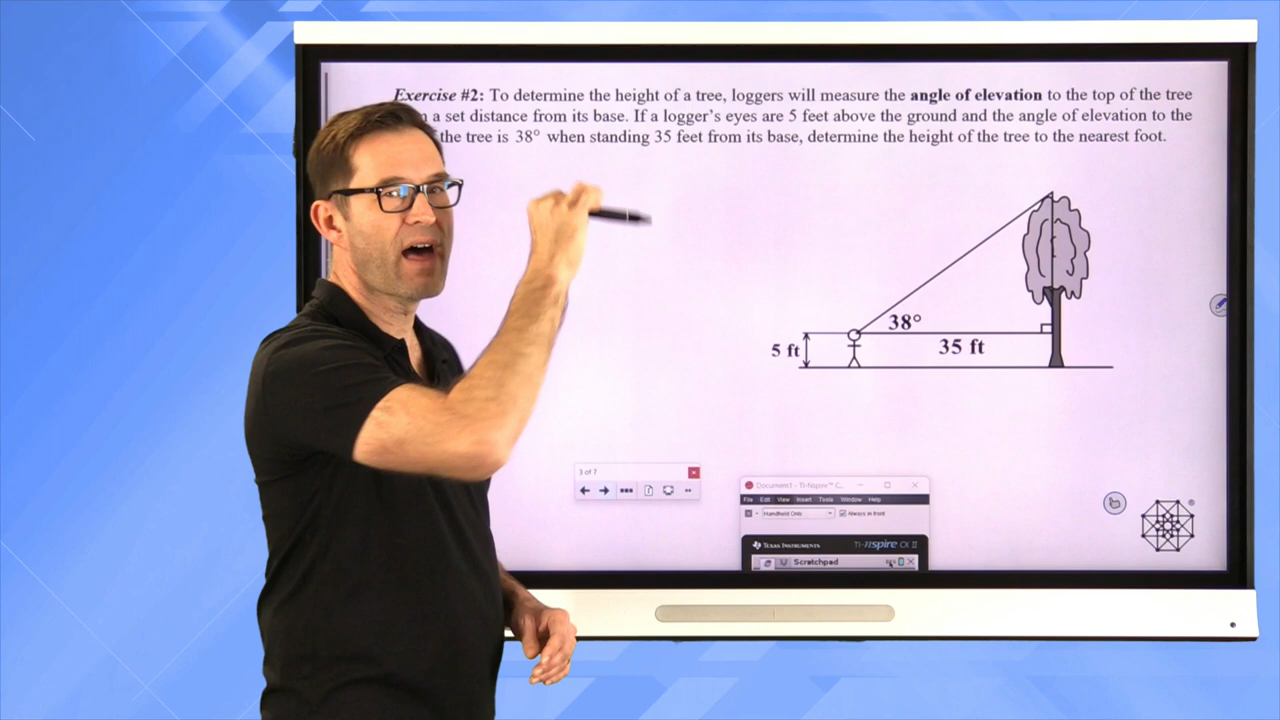 Exercise #2: To determine the height of a tree, loggers will measure the angle of elevation to the top of the tree
a set distance from its base. If a logger's eyes are 5 feet above the ground and the angle of elevation to the
the tree is 38° when standing 35 feet from its base, determine the height of the tree to the nearest foot.
38°
5 ft
35 ft
3 of 7
Document1 - TI-Nspire™ C...
File Edit View Insert Tools Window Help
Handheld Only Always in front
Texas Instruments TI-nspire CX II
Scratchpad